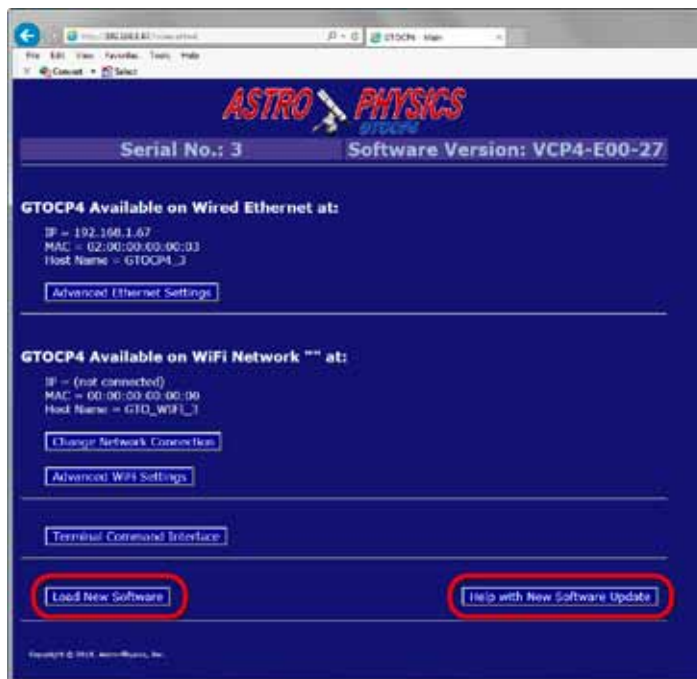 GTOCP4 - Main
File Edit View Favorites Tools Help
Convert Select
ASTRO PHYSICS
GTOCP4
Serial No.: 3 Software Version: VCP4-E00-27
GTOCP4 Available on Wired Ethernet at:
IP = 192.168.1.67
MAC = 02:00:00:00:00:03
Host Name = GTOCP4_3
Advanced Ethernet Settings
GTOCP4 Available on WiFi Network "" at:
IP = (not connected)
MAC = 00:00:00:00:00:00
Host Name = GTO_WIFI_3
Change Network Connection
Advanced WiFi Settings
Terminal Command Interface
Load New Software Help with New Software Update
Copyright © Astro-Physics, Inc.